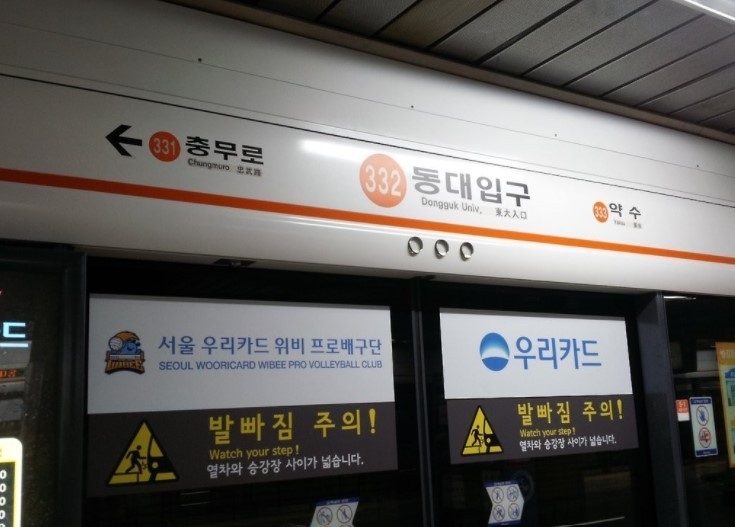 331 충무로
Chungmuro 忠武路
332 동대입구
Dongguk Univ. 東大入口
333 약수
Yaksu 藥水
서울 우리카드 위비 프로배구단
SEOUL WOORICARD WIBEE PRO VOLLEYBALL CLUB
발빠짐 주의!
Watch your step!
열차와 승강장 사이가 넓습니다.
우리카드
발빠짐 주의!
Watch your step!
열차와 승강장 사이가 넓습니다.